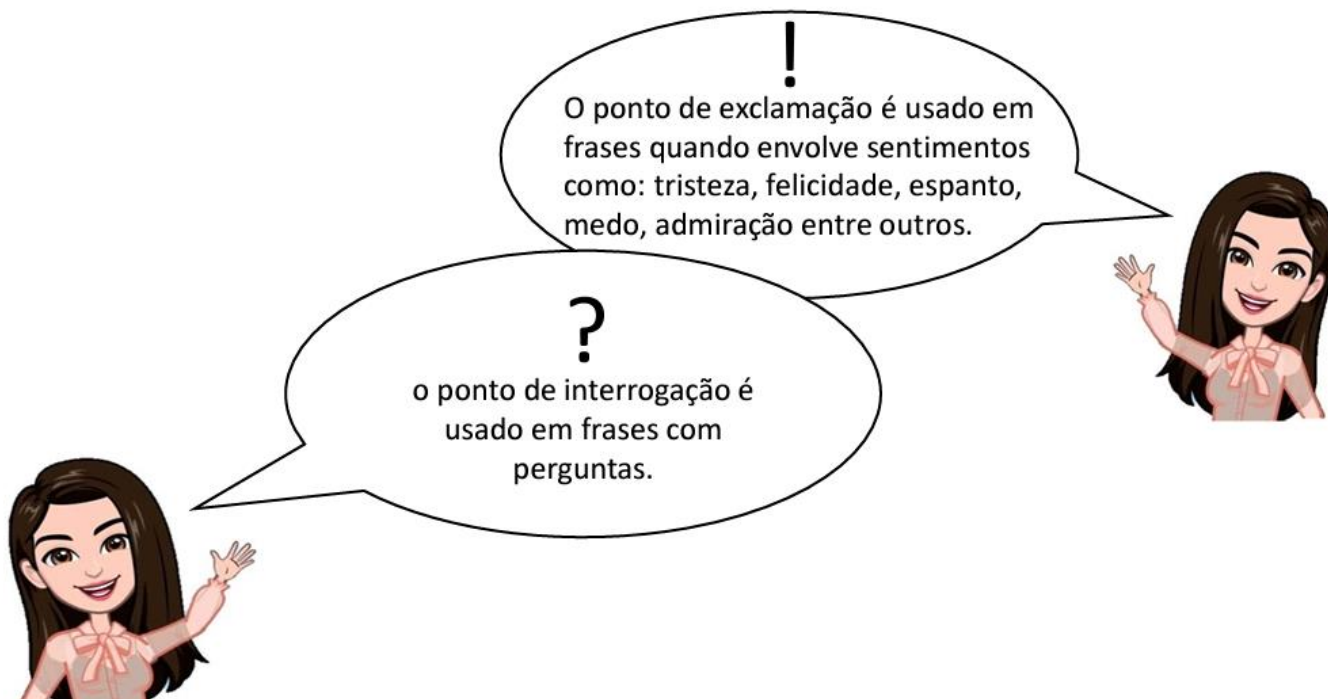 !
O ponto de exclamação é usado em
frases quando envolve sentimentos
como: tristeza, felicidade, espanto,
medo, admiração entre outros.
?
o ponto de interrogação é
usado em frases com
perguntas.